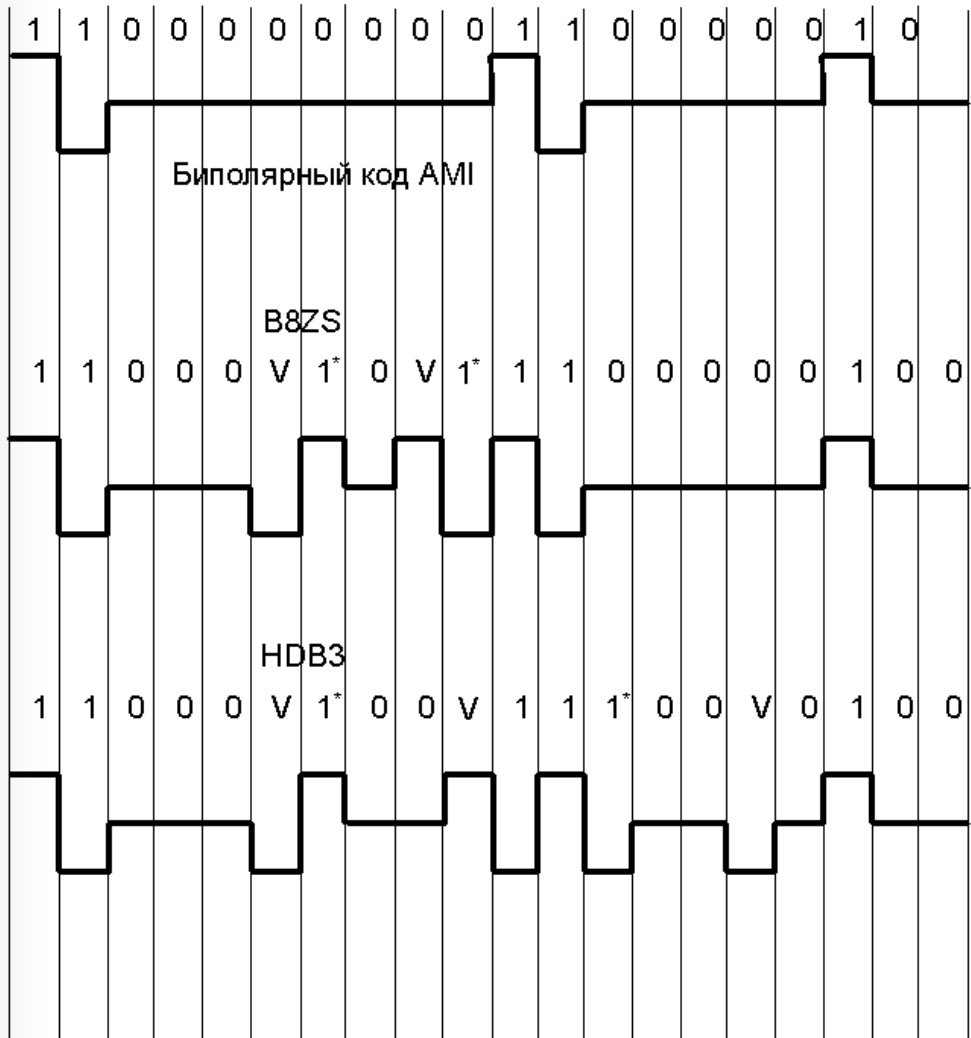 1 1 0 0 0 0 0 0 0 0 1 1 0 0 0 0 0 1 0
Биполярный код AMI
B8ZS
1 1 0 0 0 V 1* 0 V 1* 1 1 0 0 0 0 0 1 0 0
HDB3
1 1 0 0 0 V 1* 0 0 V 1 1 1* 0 0 V 0 1 0 0